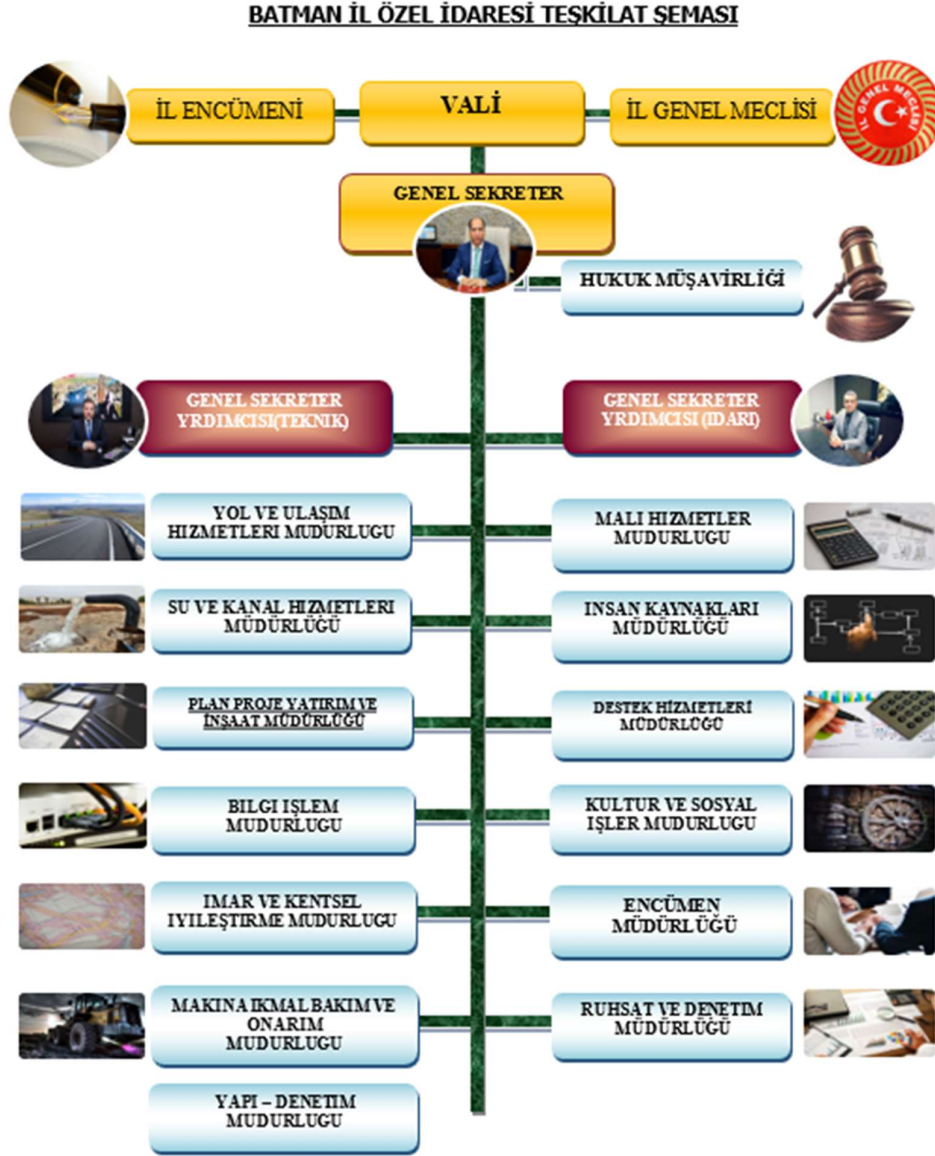 BATMAN İL ÖZEL İDARESİ TEŞKİLAT ŞEMASI
İL ENCÜMENİ
VALİ
İL GENEL MECLİSİ
İL GENEL MECLİSİ
GENEL SEKRETER
HUKUK MÜŞAVİRLİĞİ
GENEL SEKRETER
YRDIMCISI(TEKNIK)
GENEL SEKRETER
YRDIMCISI (IDARI)
YOL VE ULAŞIM
HIZMETLERI MUDURLUGU
MALI HIZMETLER
MUDURLUGU
SU VE KANAL HIZMETLERI
MÜDÜRLÜĞÜ
INSAN KAYNAKLARI
MÜDÜRLÜĞÜ
PLAN PROJE YATIRIM VE
İNŞAAT MÜDÜRLÜĞÜ
DESTEK HİZMETLERİ
MÜDÜRLÜĞÜ
BILGI IŞLEM
MUDURLUGU
KULTUR VE SOSYAL
IŞLER MUDURLUGU
IMAR VE KENTSEL
IYILEŞTIRME MUDURLUGU
ENCÜMEN
MÜDÜRLÜĞÜ
MAKINA IKMAL BAKIM VE
ONARIM
MUDURLUGU
RUHSAT VE DENETIM
MÜDÜRLÜĞÜ
YAPI – DENETIM
MUDURLUGU